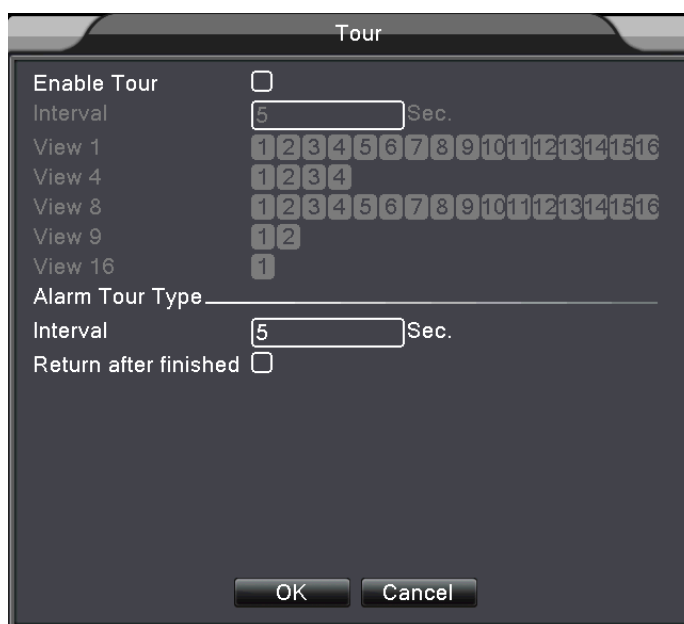 Tour
Enable Tour
Interval 5 Sec.
View 1 1 2 3 4 5 6 7 8 9 10 11 12 13 14 15 16
View 4 1 2 3 4
View 8 1 2 3 4 5 6 7 8 9 10 11 12 13 14 15 16
View 9 1 2
View 16 1
Alarm Tour Type
Interval 5 Sec.
Return after finished
OK Cancel